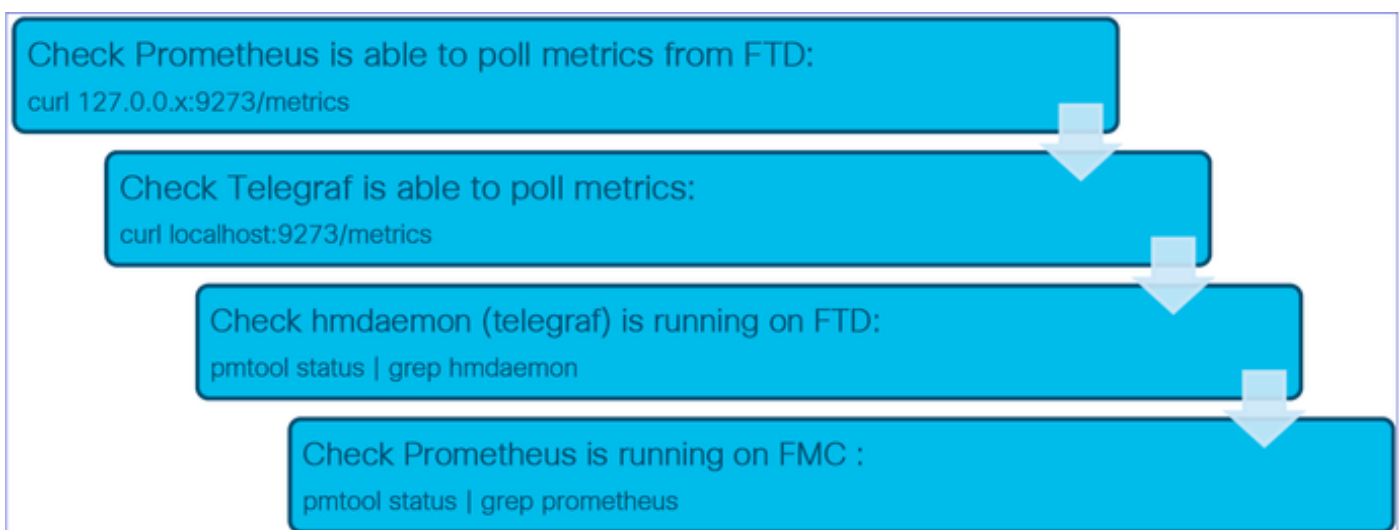 Check Prometheus is able to poll metrics from FTD:
curl 127.0.0.x:9273/metrics
Check Telegraf is able to poll metrics:
curl localhost:9273/metrics
Check hmdaemon (telegraf) is running on FTD:
pmtool status | grep hmdaemon
Check Prometheus is running on FMC :
pmtool status | grep prometheus